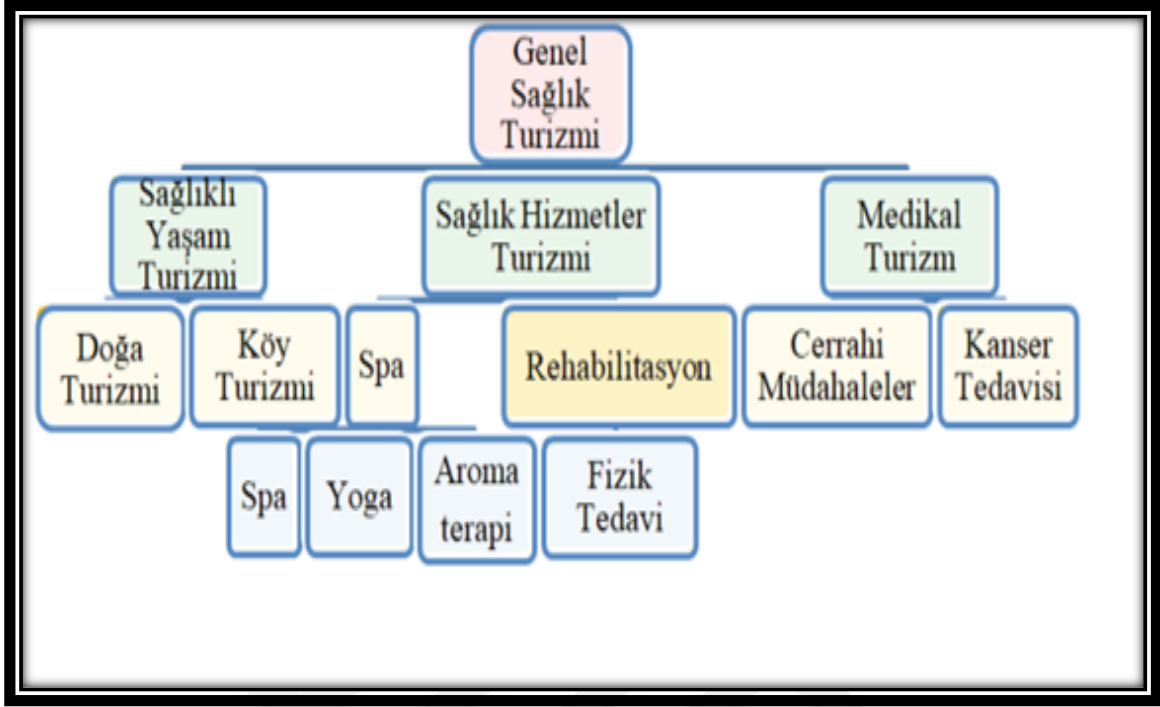 Genel
Sağlık
Turizmi
Sağlıklı
Yaşam
Turizmi
Sağlık Hizmetler
Turizmi
Medikal
Turizm
Doğa
Turizmi
Köy
Turizmi
Spa
Rehabilitasyon
Cerrahi
Müdahaleler
Kanser
Tedavisi
Spa
Yoga
Aroma
terapi
Fizik
Tedavi